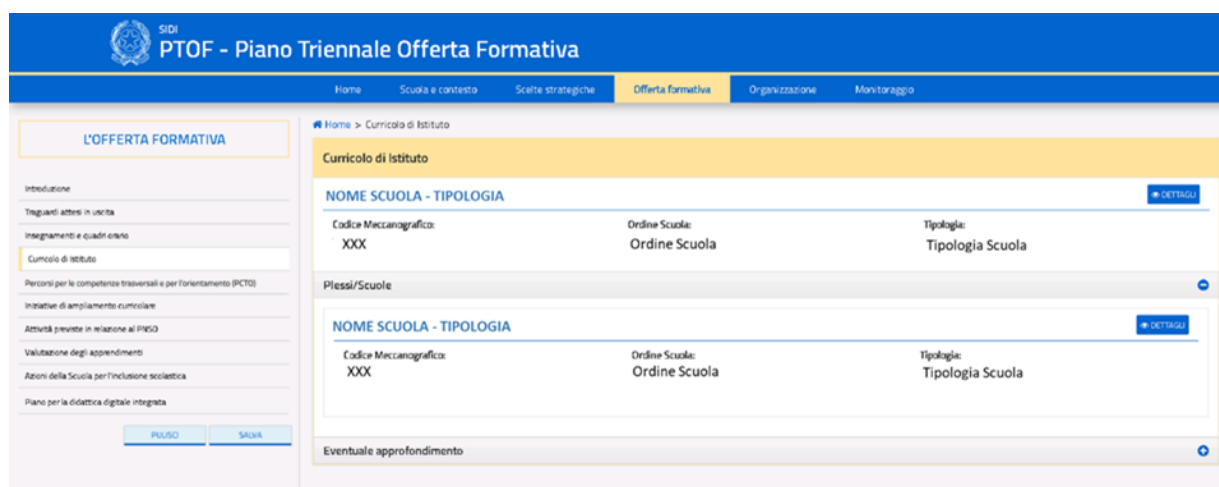 SIDI
PTOF - Piano Triennale Offerta Formativa
Home Scuola e contesto Scelte strategiche Offerta formativa Organizzazione Monitoraggio
L'OFFERTA FORMATIVA
Introduzione
Traguardi attesi in uscita
Insegnamenti e quadri orario
Curricolo di Istituto
Percorsi per le competenze trasversali e per l'orientamento (PCTO)
Iniziative di ampliamento curricolare
Attività previste in relazione al PNSD
Valutazione degli apprendimenti
Azioni della Scuola per l'inclusione scolastica
Piano per la didattica digitale integrata
SALVA
Home > Curricolo di Istituto
Curricolo di Istituto
NOME SCUOLA - TIPOLOGIA DETTAGLI
Codice Meccanografico: Ordine Scuola: Tipologia:
XXX Ordine Scuola Tipologia Scuola
Plessi/Scuole
NOME SCUOLA - TIPOLOGIA DETTAGLI
Codice Meccanografico: Ordine Scuola: Tipologia:
XXX Ordine Scuola Tipologia Scuola
Eventuale approfondimento